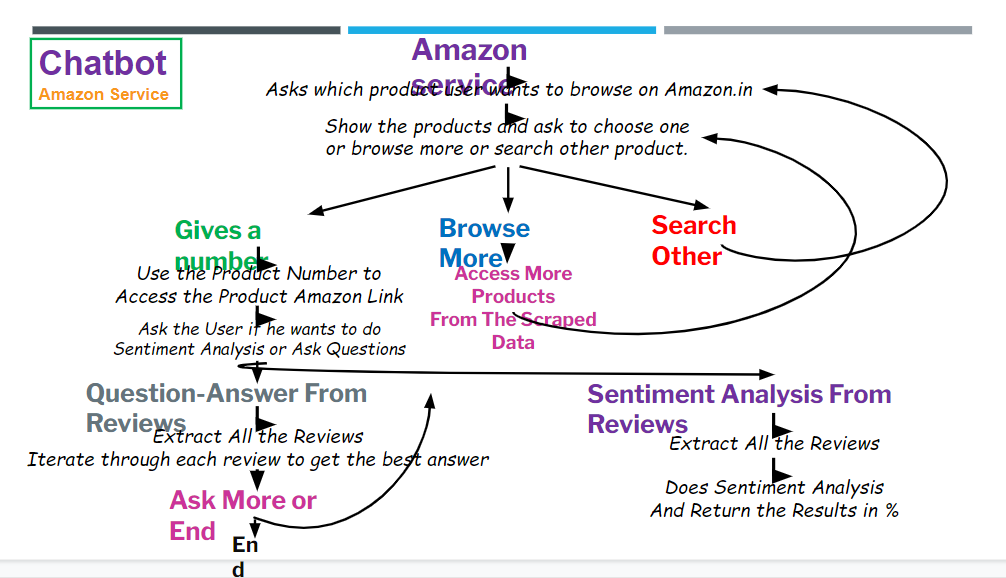 Chatbot
Amazon Service
Amazon
service
Asks which product user wants to browse on Amazon.in
Show the products and ask to choose one
or browse more or search other product.
Gives a
number
Use the Product Number to
Access the Product Amazon Link
Ask the User if he wants to do
Sentiment Analysis or Ask Questions
Browse
More
Access More
Products
From The Scraped
Data
Search
Other
Question-Answer From
Reviews
Extract All the Reviews
Iterate through each review to get the best answer
Ask More or
End
En
d
Sentiment Analysis From
Reviews
Extract All the Reviews
Does Sentiment Analysis
And Return the Results in %